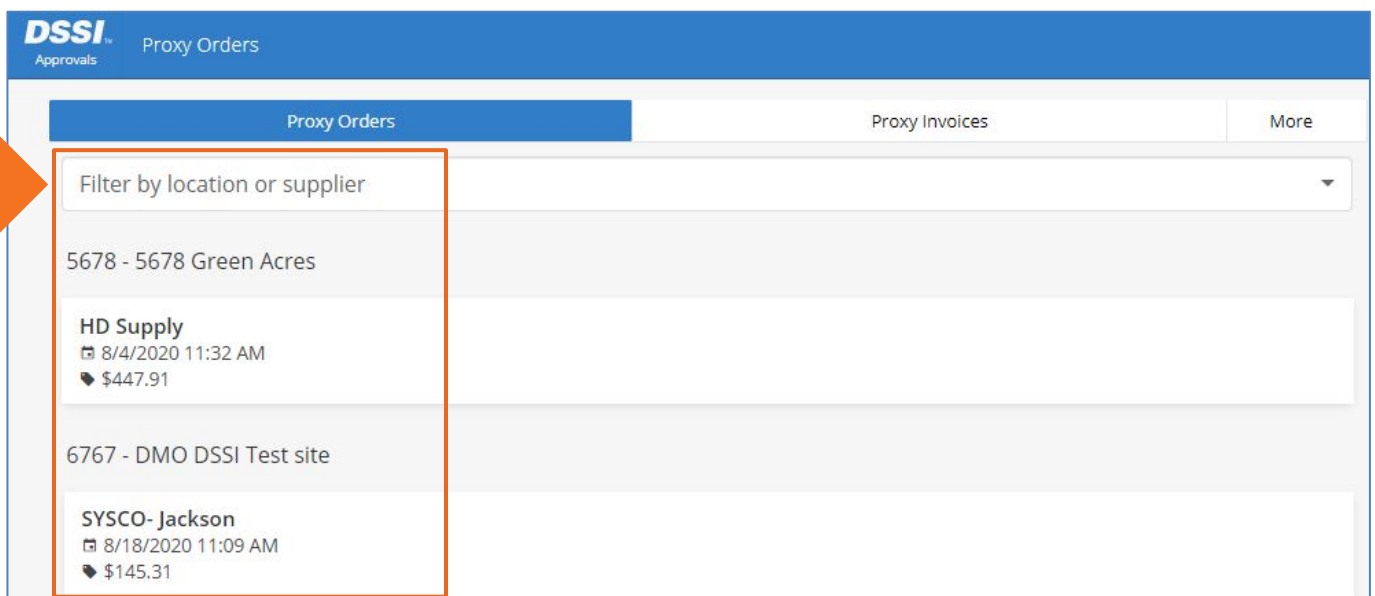 DSSI™ Proxy Orders
Approvals
Proxy Orders Proxy Invoices More
Filter by location or supplier
5678 - 5678 Green Acres
HD Supply
8/4/2020 11:32 AM
$447.91
6767 - DMO DSSI Test site
SYSCO- Jackson
8/18/2020 11:09 AM
$145.31